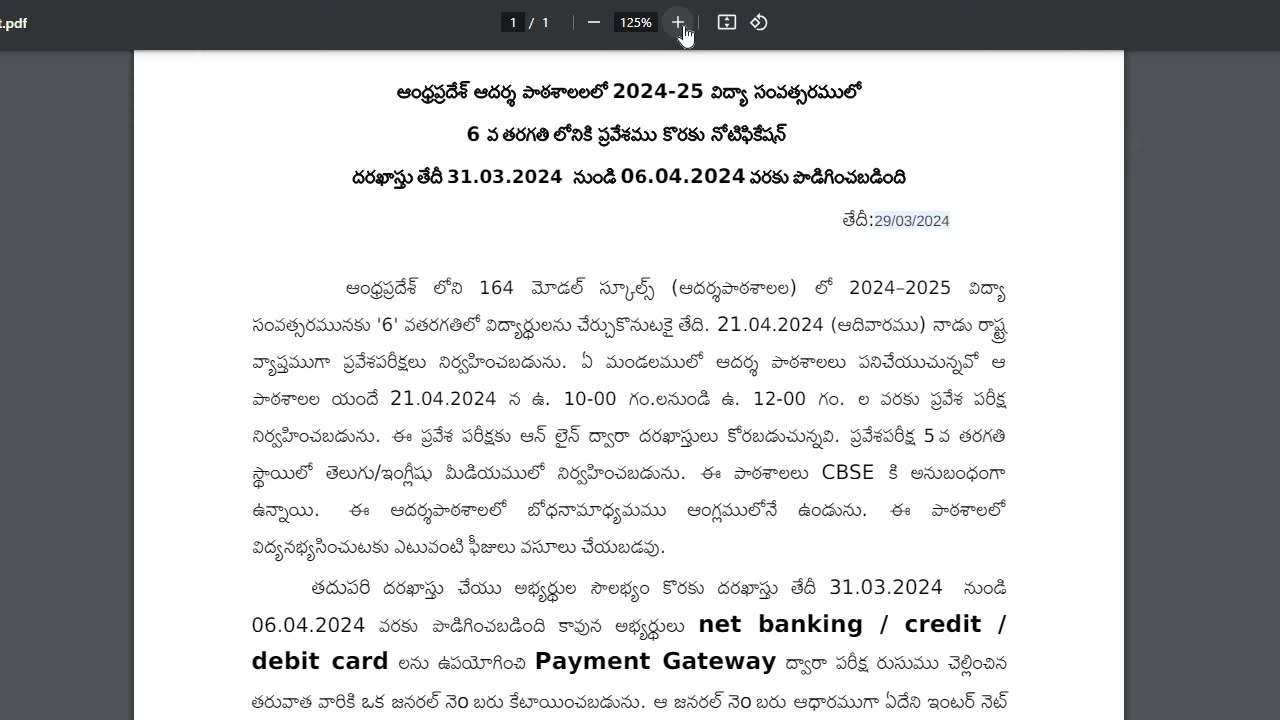 t.pdf
1 / 1 − 125% +
ఆంధ్రప్రదేశ్ ఆదర్శ పాఠశాలలలో 2024-25 విద్యా సంవత్సరములో
6 వ తరగతి లోనికి ప్రవేశము కొరకు నోటిఫికేషన్
దరఖాస్తు తేదీ 31.03.2024 నుండి 06.04.2024 వరకు పొడిగించబడింది
తేదీ:29/03/2024
ఆంధ్రప్రదేశ్ లోని 164 మోడల్ స్కూల్స్ (ఆదర్శపాఠశాలల) లో 2024–2025 విద్యా
సంవత్సరమునకు '6' వతరగతిలో విద్యార్థులను చేర్చుకొనుటకై తేది. 21.04.2024 (ఆదివారము) నాడు రాష్ట్ర
వ్యాప్తముగా ప్రవేశపరీక్షలు నిర్వహించబడును. ఏ మండలములో ఆదర్శ పాఠశాలలు పనిచేయుచున్నవో ఆ
పాఠశాలల యందే 21.04.2024 న ఉ. 10-00 గం.లనుండి ఉ. 12-00 గం. ల వరకు ప్రవేశ పరీక్ష
నిర్వహించబడును. ఈ ప్రవేశ పరీక్షకు ఆన్ లైన్ ద్వారా దరఖాస్తులు కోరబడుచున్నవి. ప్రవేశపరీక్ష 5 వ తరగతి
స్థాయిలో తెలుగు/ఇంగ్లీషు మీడియములో నిర్వహించబడును. ఈ పాఠశాలలు CBSE కి అనుబంధంగా
ఉన్నాయి. ఈ ఆదర్శపాఠశాలలో బోధనామాధ్యమము ఆంగ్లములోనే ఉండును. ఈ పాఠశాలలో
విద్యనభ్యసించుటకు ఎటువంటి ఫీజులు వసూలు చేయబడవు.
తదుపరి దరఖాస్తు చేయు అభ్యర్థుల సౌలభ్యం కొరకు దరఖాస్తు తేదీ 31.03.2024 నుండి
06.04.2024 వరకు పొడిగించబడింది కావున అభ్యర్థులు net banking / credit /
debit card లను ఉపయోగించి Payment Gateway ద్వారా పరీక్ష రుసుము చెల్లించిన
తరువాత వారికి ఒక జనరల్ నెం బరు కేటాయించబడును. ఆ జనరల్ నెం బరు ఆధారముగా ఏదేని ఇంటర్ నెట్